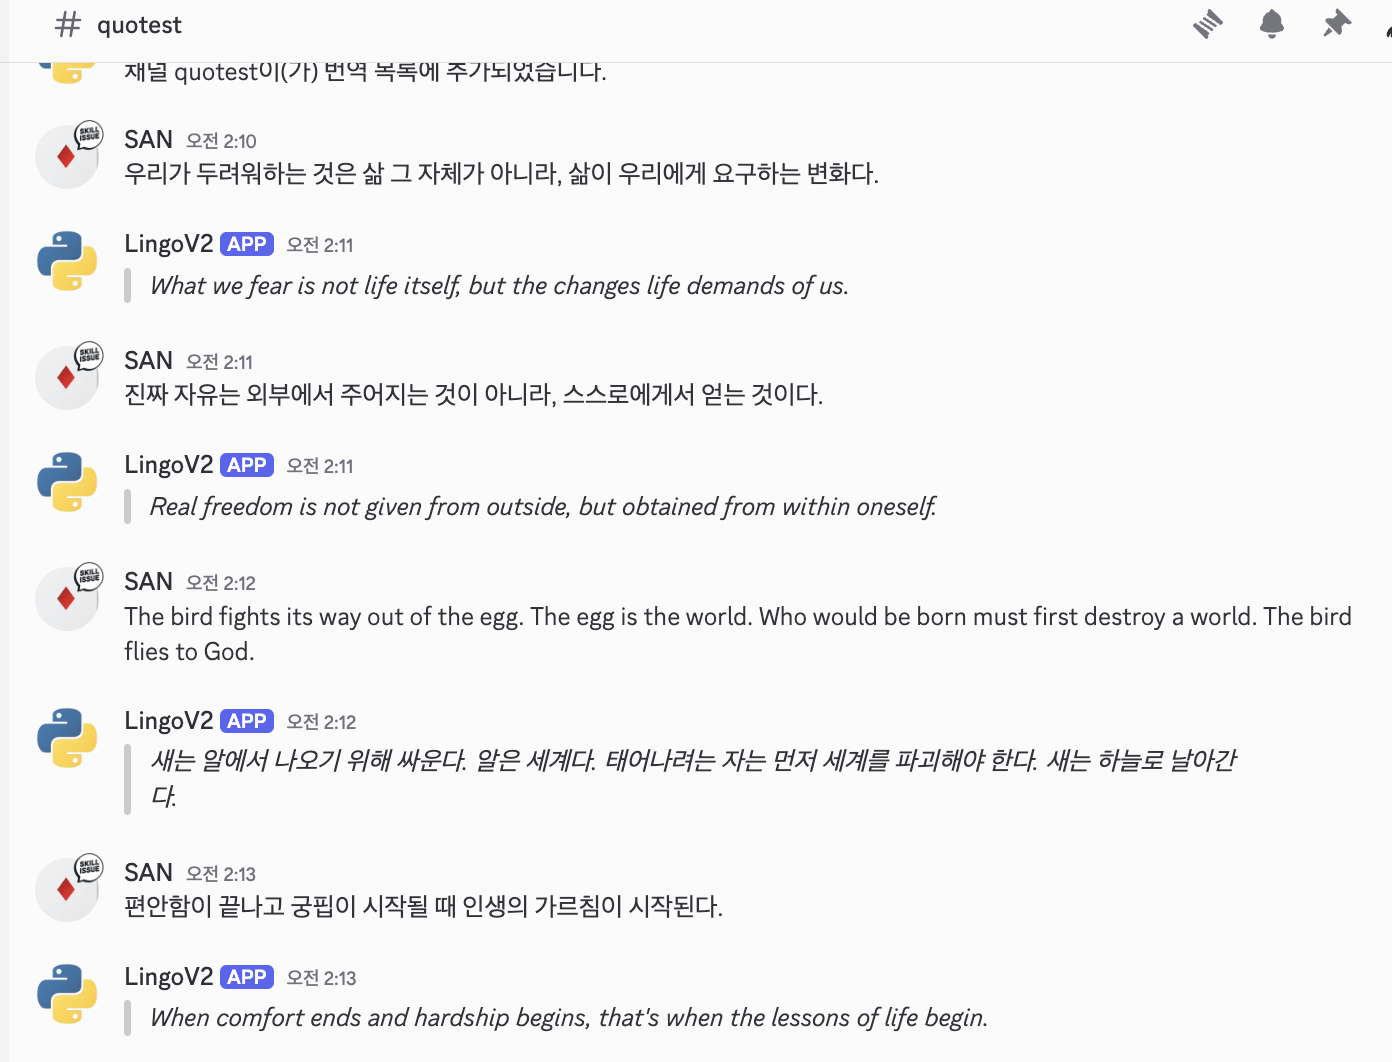 # quotest
채널 quotest이(가) 번역 목록에 추가되었습니다.
SKILL ISSUE
SAN 오전 2:10
우리가 두려워하는 것은 삶 그 자체가 아니라, 삶이 우리에게 요구하는 변화다.
LingoV2 APP 오전 2:11
What we fear is not life itself, but the changes life demands of us.
SKILL ISSUE
SAN 오전 2:11
진짜 자유는 외부에서 주어지는 것이 아니라, 스스로에게서 얻는 것이다.
LingoV2 APP 오전 2:11
Real freedom is not given from outside, but obtained from within oneself.
SKILL ISSUE
SAN 오전 2:12
The bird fights its way out of the egg. The egg is the world. Who would be born must first destroy a world. The bird
flies to God.
LingoV2 APP 오전 2:12
새는 알에서 나오기 위해 싸운다. 알은 세계다. 태어나려는 자는 먼저 세계를 파괴해야 한다. 새는 하늘로 날아간
다.
SKILL ISSUE
SAN 오전 2:13
편안함이 끝나고 궁핍이 시작될 때 인생의 가르침이 시작된다.
LingoV2 APP 오전 2:13
When comfort ends and hardship begins, that's when the lessons of life begin.